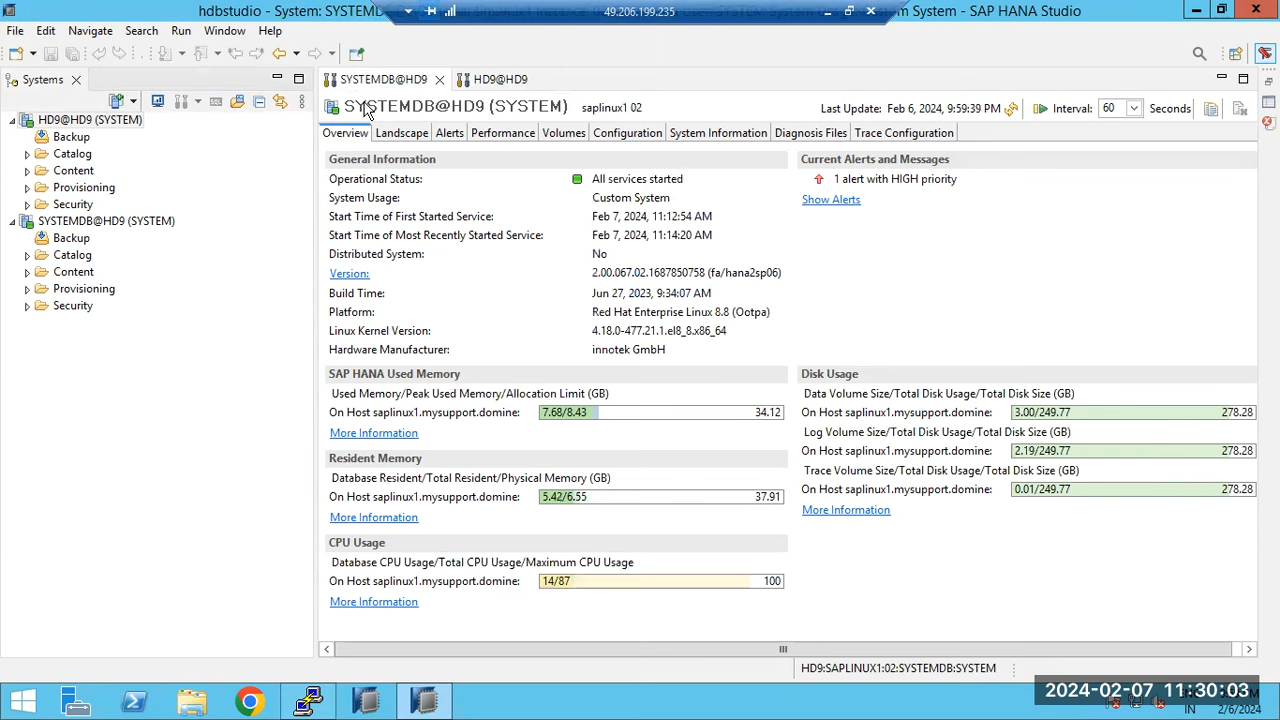 hdbstudio - System: SYSTEMD
49.206.199.235
System - SAP HANA Studio
File Edit Navigate Search Run Window Help
Systems
SYSTEMDB@HD9 HD9@HD9
SYSTEMDB@HD9 (SYSTEM) saplinux1 02
Last Update: Feb 6, 2024, 9:59:39 PM Interval: 60 Seconds
HD9@HD9 (SYSTEM)
Backup
Catalog
Content
Provisioning
Security
SYSTEMDB@HD9 (SYSTEM)
Backup
Catalog
Content
Provisioning
Security
Overview Landscape Alerts Performance Volumes Configuration System Information Diagnosis Files Trace Configuration
General Information
Operational Status: All services started
System Usage: Custom System
Start Time of First Started Service: Feb 7, 2024, 11:12:54 AM
Start Time of Most Recently Started Service: Feb 7, 2024, 11:14:20 AM
Distributed System: No
Version: 2.00.067.02.1687850758 (fa/hana2sp06)
Build Time: Jun 27, 2023, 9:34:07 AM
Platform: Red Hat Enterprise Linux 8.8 (Ootpa)
Linux Kernel Version: 4.18.0-477.21.1.el8_8.x86_64
Hardware Manufacturer: innotek GmbH
Current Alerts and Messages
1 alert with HIGH priority
Show Alerts
SAP HANA Used Memory
Used Memory/Peak Used Memory/Allocation Limit (GB)
On Host saplinux1.mysupport.domine: 7.68/8.43 34.12
More Information
Resident Memory
Database Resident/Total Resident/Physical Memory (GB)
On Host saplinux1.mysupport.domine: 5.42/6.55 37.91
More Information
CPU Usage
Database CPU Usage/Total CPU Usage/Maximum CPU Usage
On Host saplinux1.mysupport.domine: 14/87 100
More Information
Disk Usage
Data Volume Size/Total Disk Usage/Total Disk Size (GB)
On Host saplinux1.mysupport.domine: 3.00/249.77 278.28
Log Volume Size/Total Disk Usage/Total Disk Size (GB)
On Host saplinux1.mysupport.domine: 2.19/249.77 278.28
Trace Volume Size/Total Disk Usage/Total Disk Size (GB)
On Host saplinux1.mysupport.domine: 0.01/249.77 278.28
More Information
HD9:SAPLINUX1:02:SYSTEMDB:SYSTEM
2024-02-07 11:30:03
IN 2/6/2024